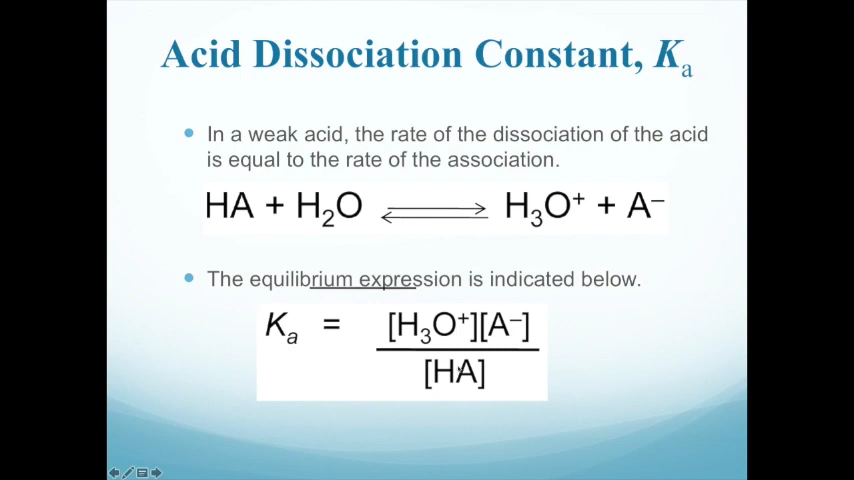 Acid Dissociation Constant, Kₐ
• In a weak acid, the rate of the dissociation of the acid
is equal to the rate of the association.
HA + H₂O ⇌ H₃O⁺ + A⁻
• The equilibrium expression is indicated below.
Kₐ = [H₃O⁺][A⁻]
[HA]